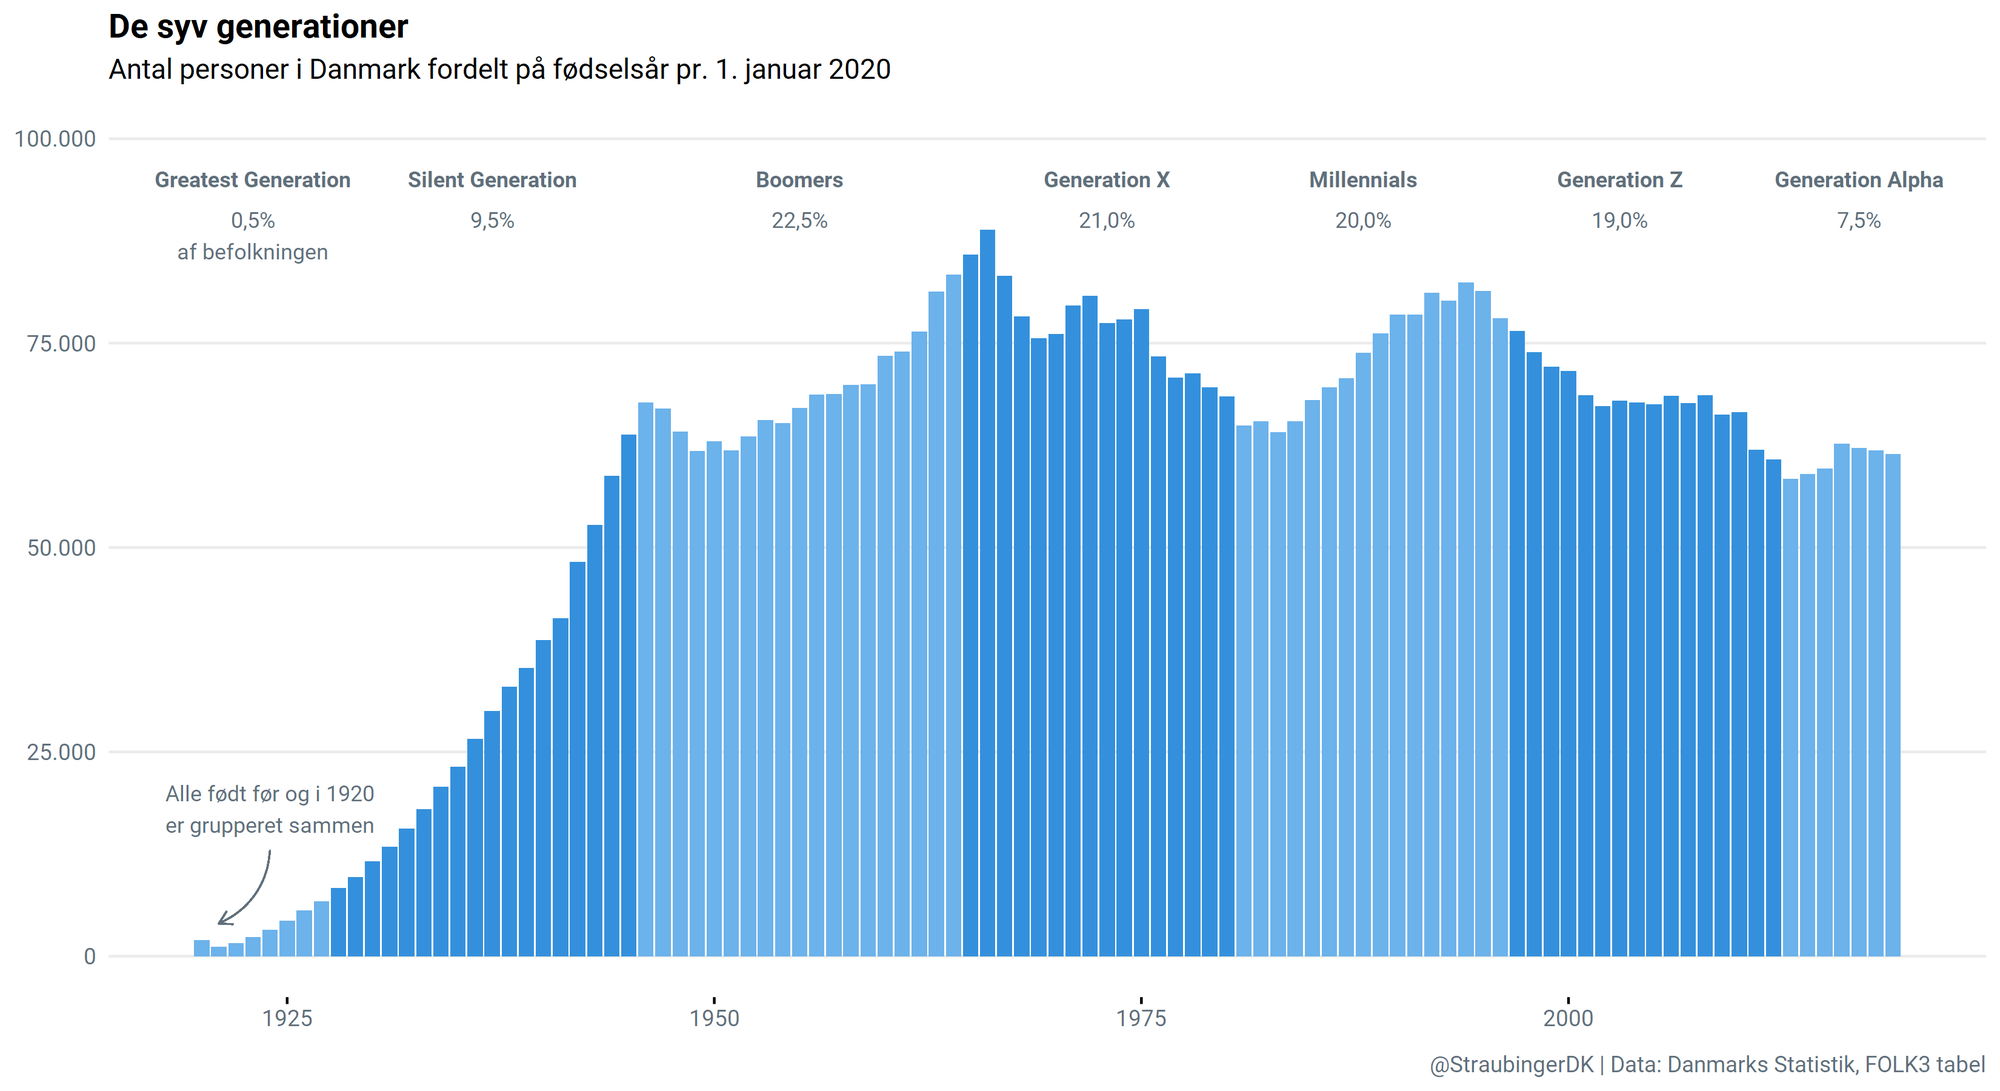 De syv generationer
Antal personer i Danmark fordelt på fødselsår pr. 1. januar 2020
100.000
Greatest Generation
Silent Generation
Boomers
Generation X
Millennials
Generation Z
Generation Alpha
0,5%
9,5%
22,5%
21,0%
20,0%
19,0%
7,5%
af befolkningen
75.000
50.000
25.000
Alle født før og i 1920
er grupperet sammen
0
1925
1950
1975
2000
@StraubingerDK | Data: Danmarks Statistik, FOLK3 tabel